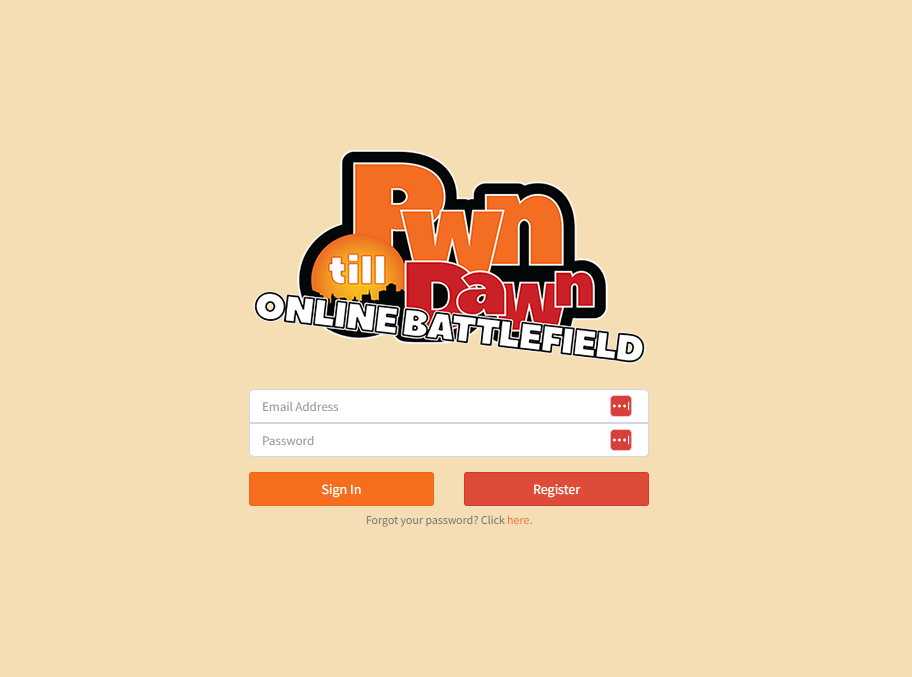 Pwn
till
Dawn
ONLINE BATTLEFIELD
Email Address
Password
Sign In
Register
Forgot your password? Click here.